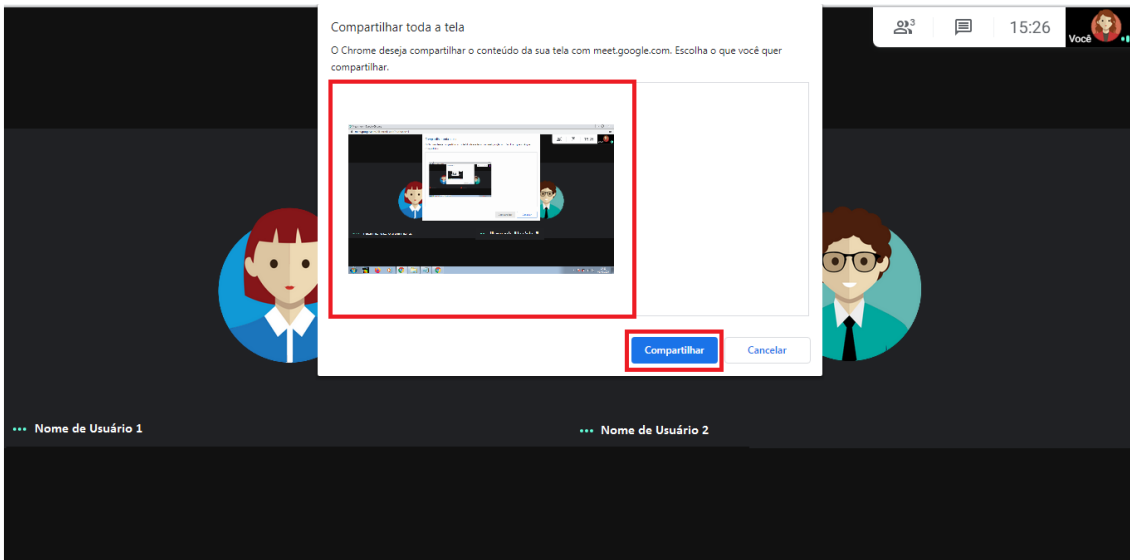 Compartilhar toda a tela
O Chrome deseja compartilhar o conteúdo da sua tela com meet.google.com. Escolha o que você quer
compartilhar.
3
15:26
Você
Compartilhar
Cancelar
Nome de Usuário 1
Nome de Usuário 2